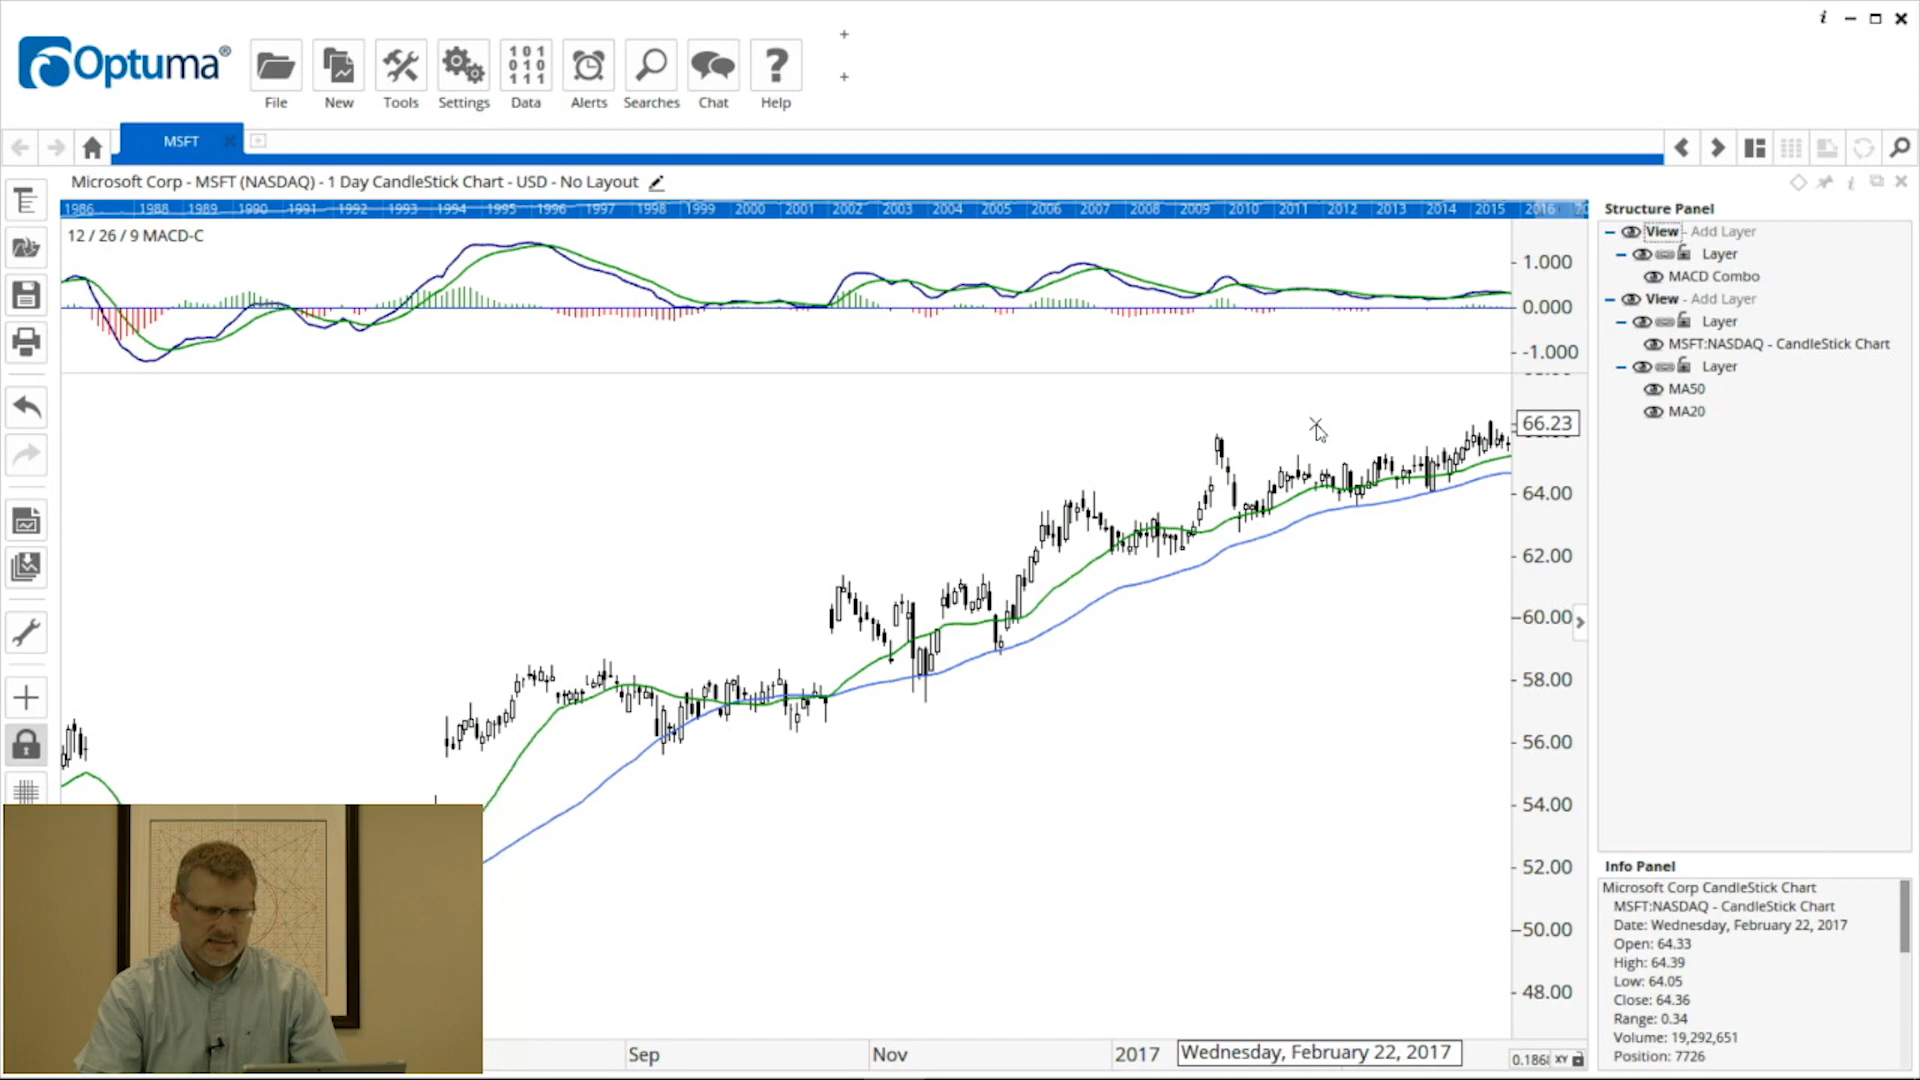 Optuma®
File New Tools Settings Data Alerts Searches Chat Help
MSFT
Microsoft Corp - MSFT (NASDAQ) - 1 Day CandleStick Chart - USD - No Layout
1986 1988 1989 1990 1991 1992 1993 1994 1995 1996 1997 1998 1999 2000 2001 2002 2003 2004 2005 2006 2007 2008 2009 2010 2011 2012 2013 2014 2015 2016
12 / 26 / 9 MACD-C
1.000
0.000
-1.000
66.23
64.00
62.00
60.00
58.00
56.00
54.00
52.00
50.00
48.00
Sep Nov 2017 Wednesday, February 22, 2017
XY
Structure Panel
View - Add Layer
Layer
MACD Combo
View - Add Layer
Layer
MSFT:NASDAQ - CandleStick Chart
Layer
MA50
MA20
Info Panel
Microsoft Corp CandleStick Chart
MSFT:NASDAQ - CandleStick Chart
Date: Wednesday, February 22, 2017
Open: 64.33
High: 64.39
Low: 64.05
Close: 64.36
Range: 0.34
Volume: 19,292,651
Position: 7726